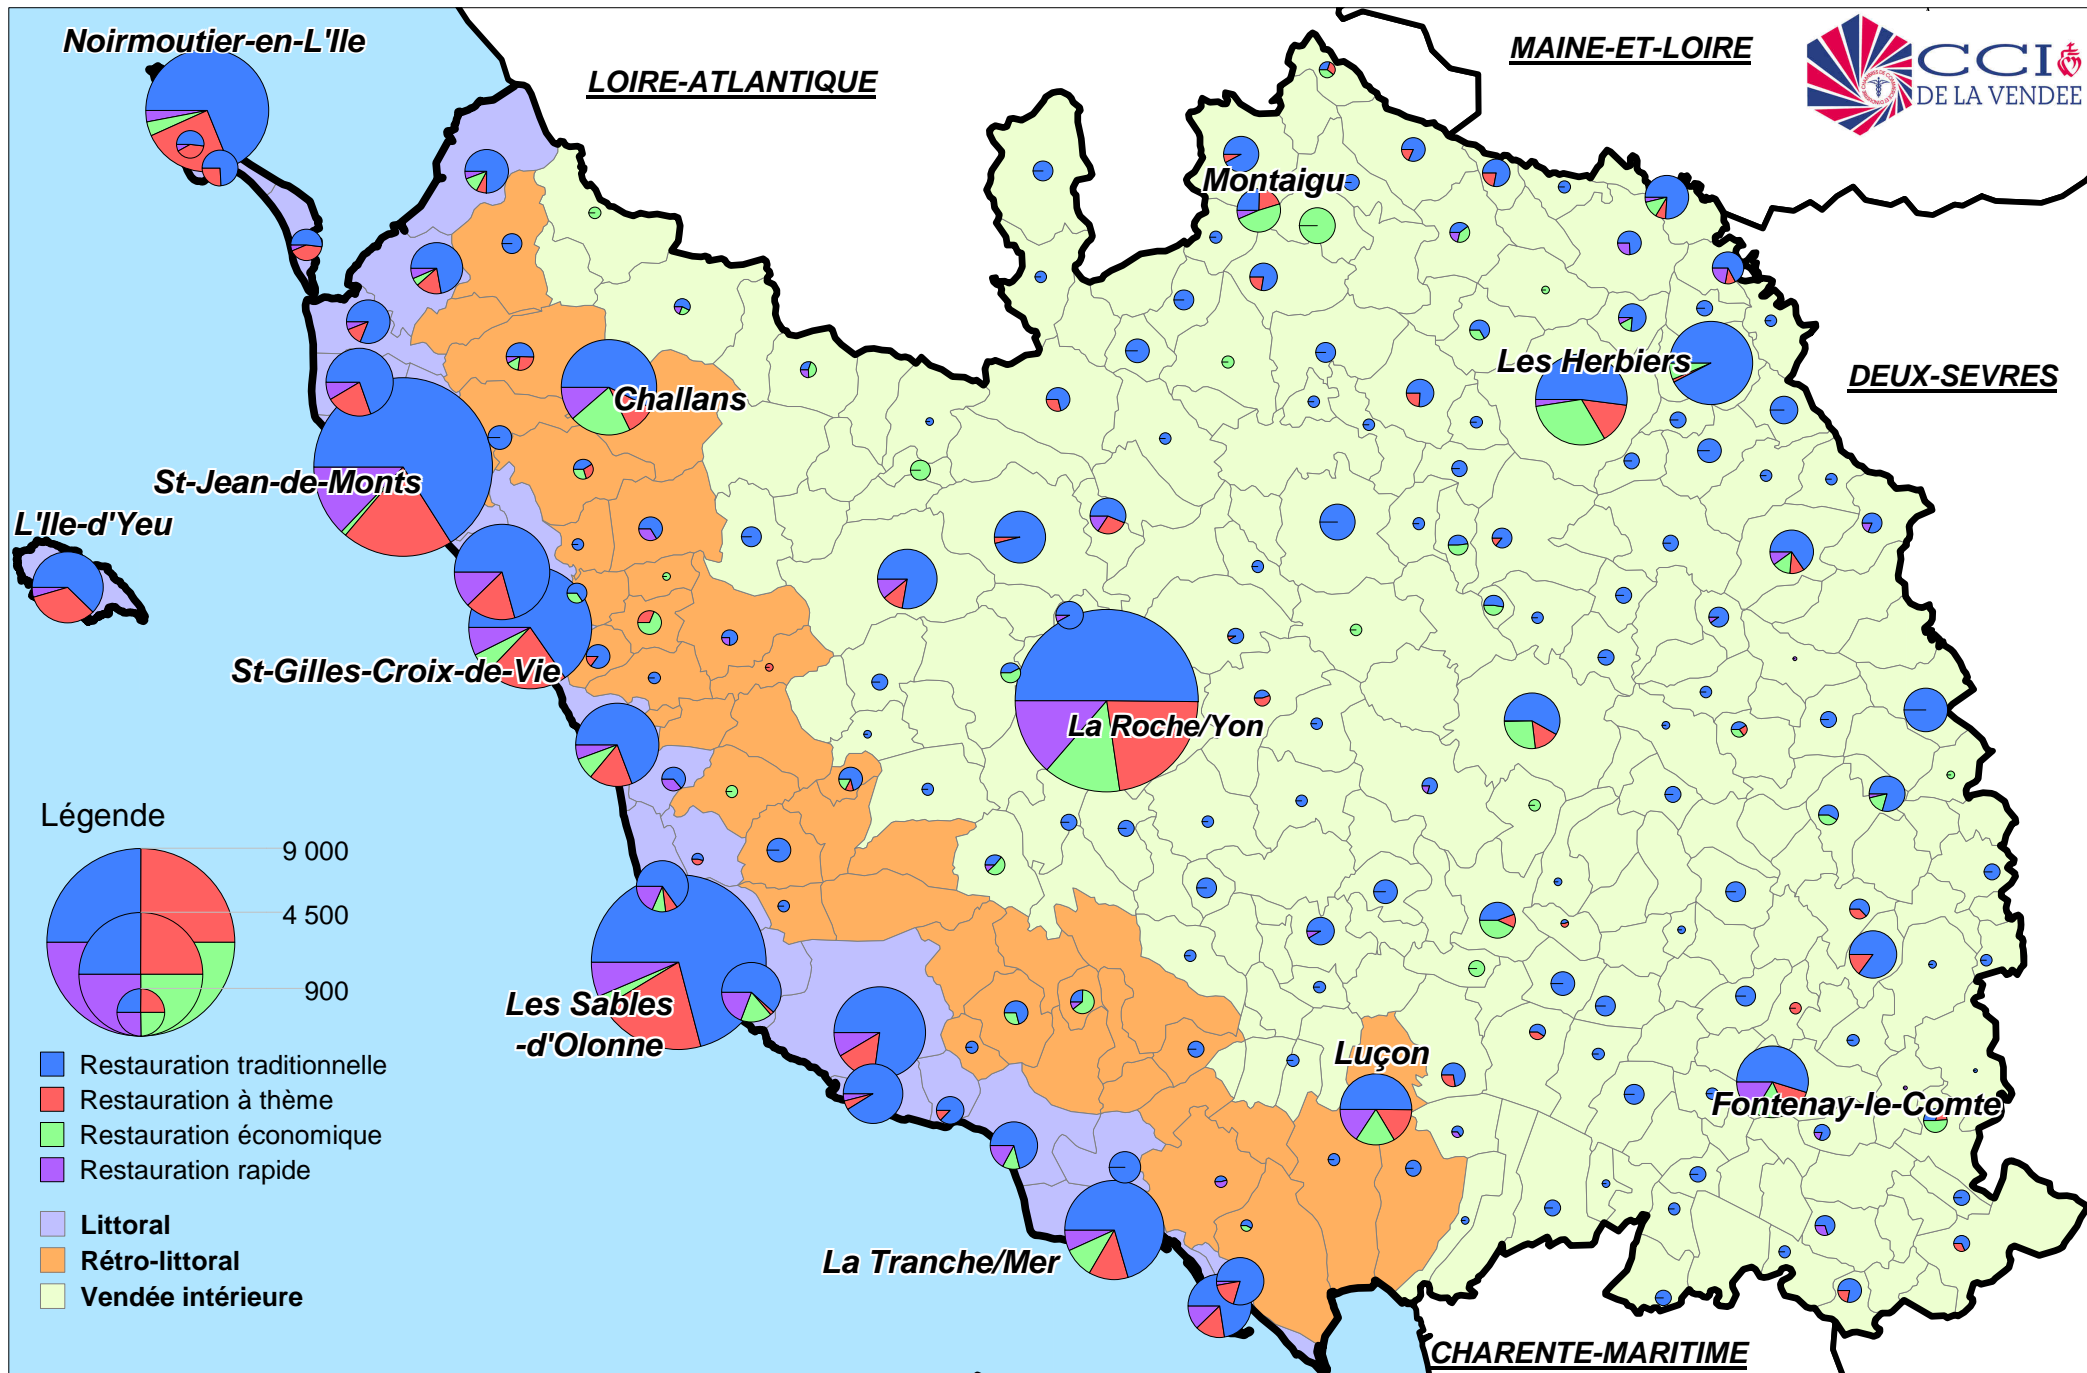 Noirmoutier-en-L'Ile
LOIRE-ATLANTIQUE
MAINE-ET-LOIRE
CCI
DE LA VENDEE
Montaigu
Les Herbiers
DEUX-SEVRES
Challans
St-Jean-de-Monts
L'Ile-d'Yeu
St-Gilles-Croix-de-Vie
La Roche/Yon
Légende
9 000
4 500
900
Restauration traditionnelle
Restauration à thème
Restauration économique
Restauration rapide
Littoral
Rétro-littoral
Vendée intérieure
Les Sables
-d'Olonne
Luçon
Fontenay-le-Comte
La Tranche/Mer
CHARENTE-MARITIME